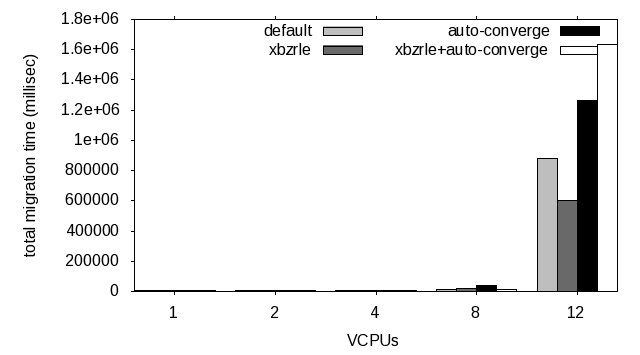 1.8e+06
default
auto-converge
xbzrle
xbzrle+auto-converge
1.6e+06
1.4e+06
1.2e+06
1e+06
800000
600000
400000
200000
0
total migration time (millisec)
1 2 4 8 12
VCPUs